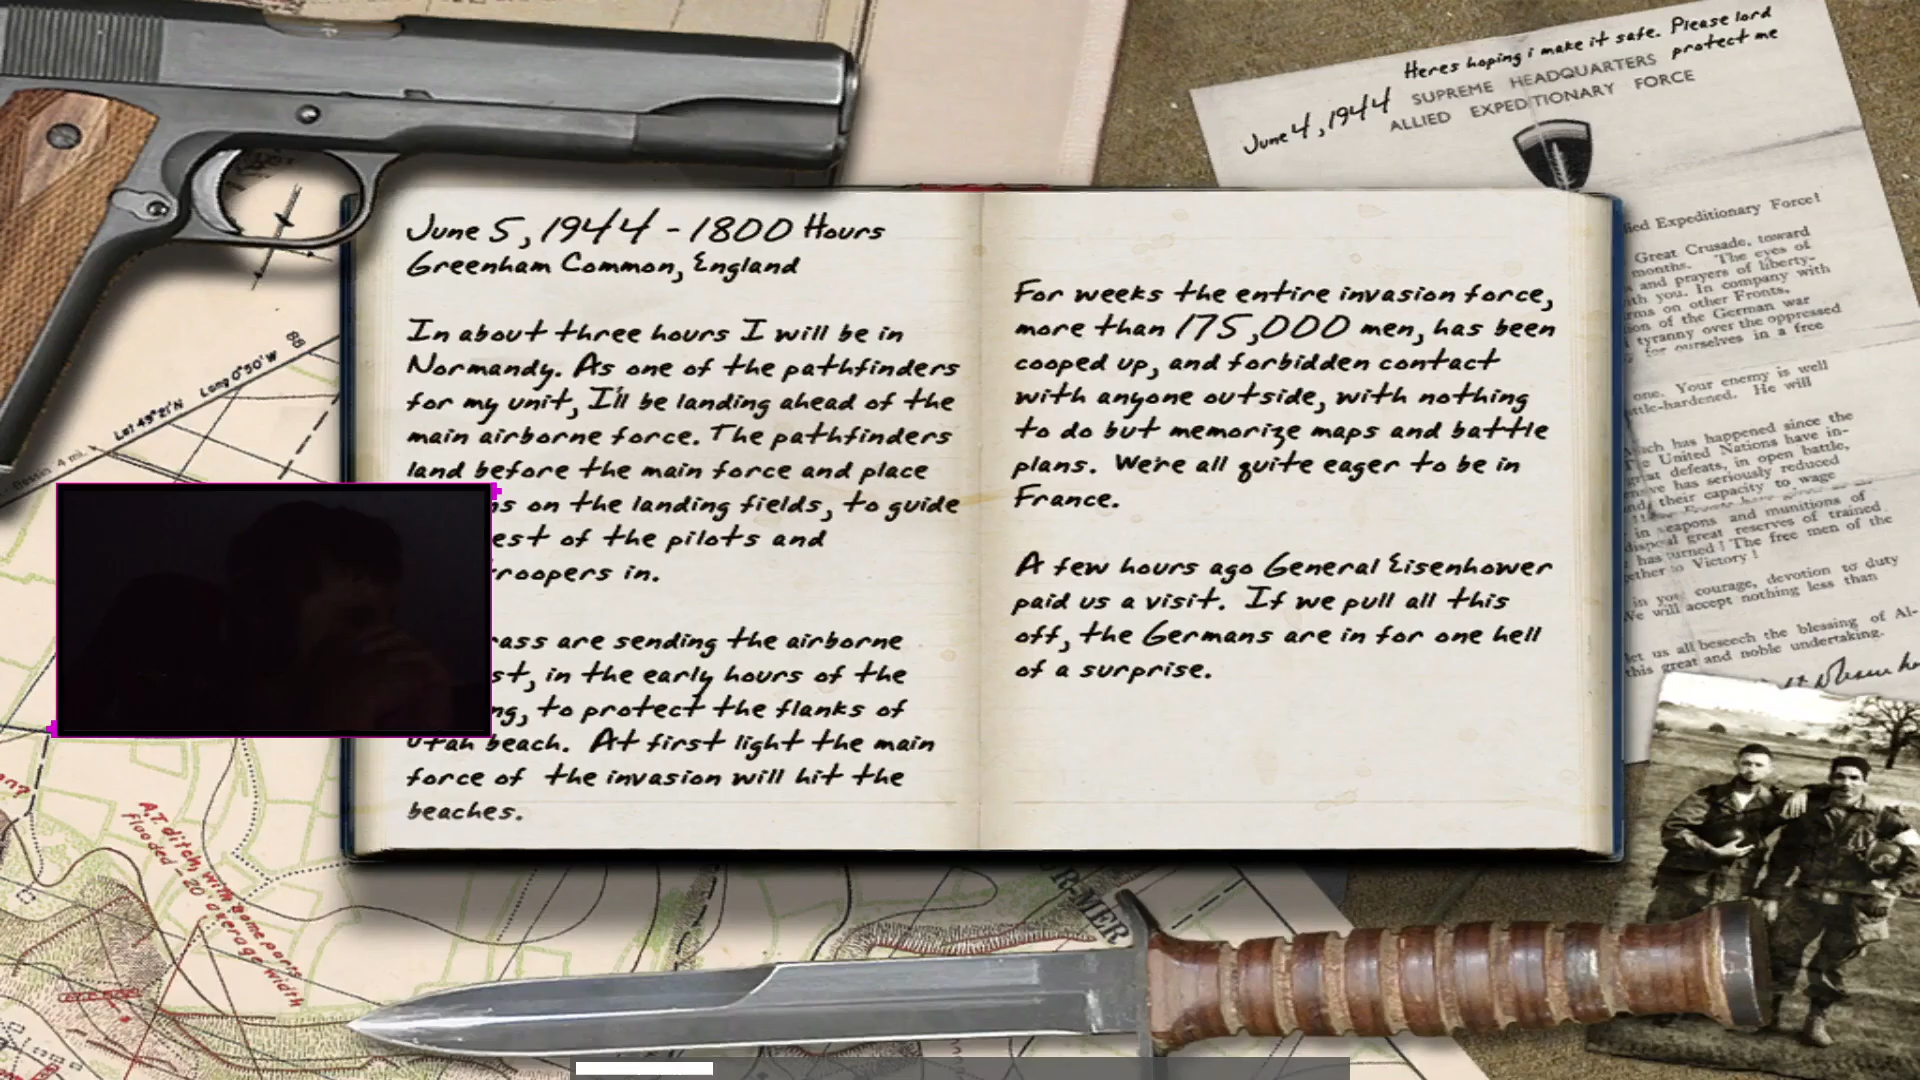 Heres hoping i make it safe. Please lord
protect me
June 4, 1944
SUPREME HEADQUARTERS
ALLIED EXPEDITIONARY FORCE
June 5, 1944 - 1800 Hours
Greenham Common, England
In about three hours I will be in
Normandy. As one of the pathfinders
for my unit, I'll be landing ahead of the
main airborne force. The pathfinders
land before the main force and place
on the landing fields, to guide
of the pilots and
in.
are sending the airborne
in the early hours of the
to protect the flanks of
Utah beach. At first light the main
force of the invasion will hit the
beaches.
For weeks the entire invasion force,
more than 175,000 men, has been
cooped up, and forbidden contact
with anyone outside, with nothing
to do but memorize maps and battle
plans. We're all quite eager to be in
France.
A few hours ago General Eisenhower
paid us a visit. If we pull all this
off, the Germans are in for one hell
of a surprise.
Expeditionary Force!
Great Crusade, toward
months. The eyes of
and prayers of liberty-
with you. In company with
on other Fronts,
of the German war
tyranny over the oppressed
for ourselves in a free
one. Your enemy is well
He will
has happened since the
United Nations have in-
great defeats, in open battle,
has seriously reduced
their capacity to wage
in weapons and munitions of
disposal great reserves of trained
has turned! The free men of the
to Victory!
in your courage, devotion to duty
We will accept nothing less than
let us all beseech the blessing of Al-
this great and noble undertaking.
Long 0°50' W
88
Lat 49°21' N
4 mi.
A.T. ditch, with some parts
flooded - 20 average width
R-MER